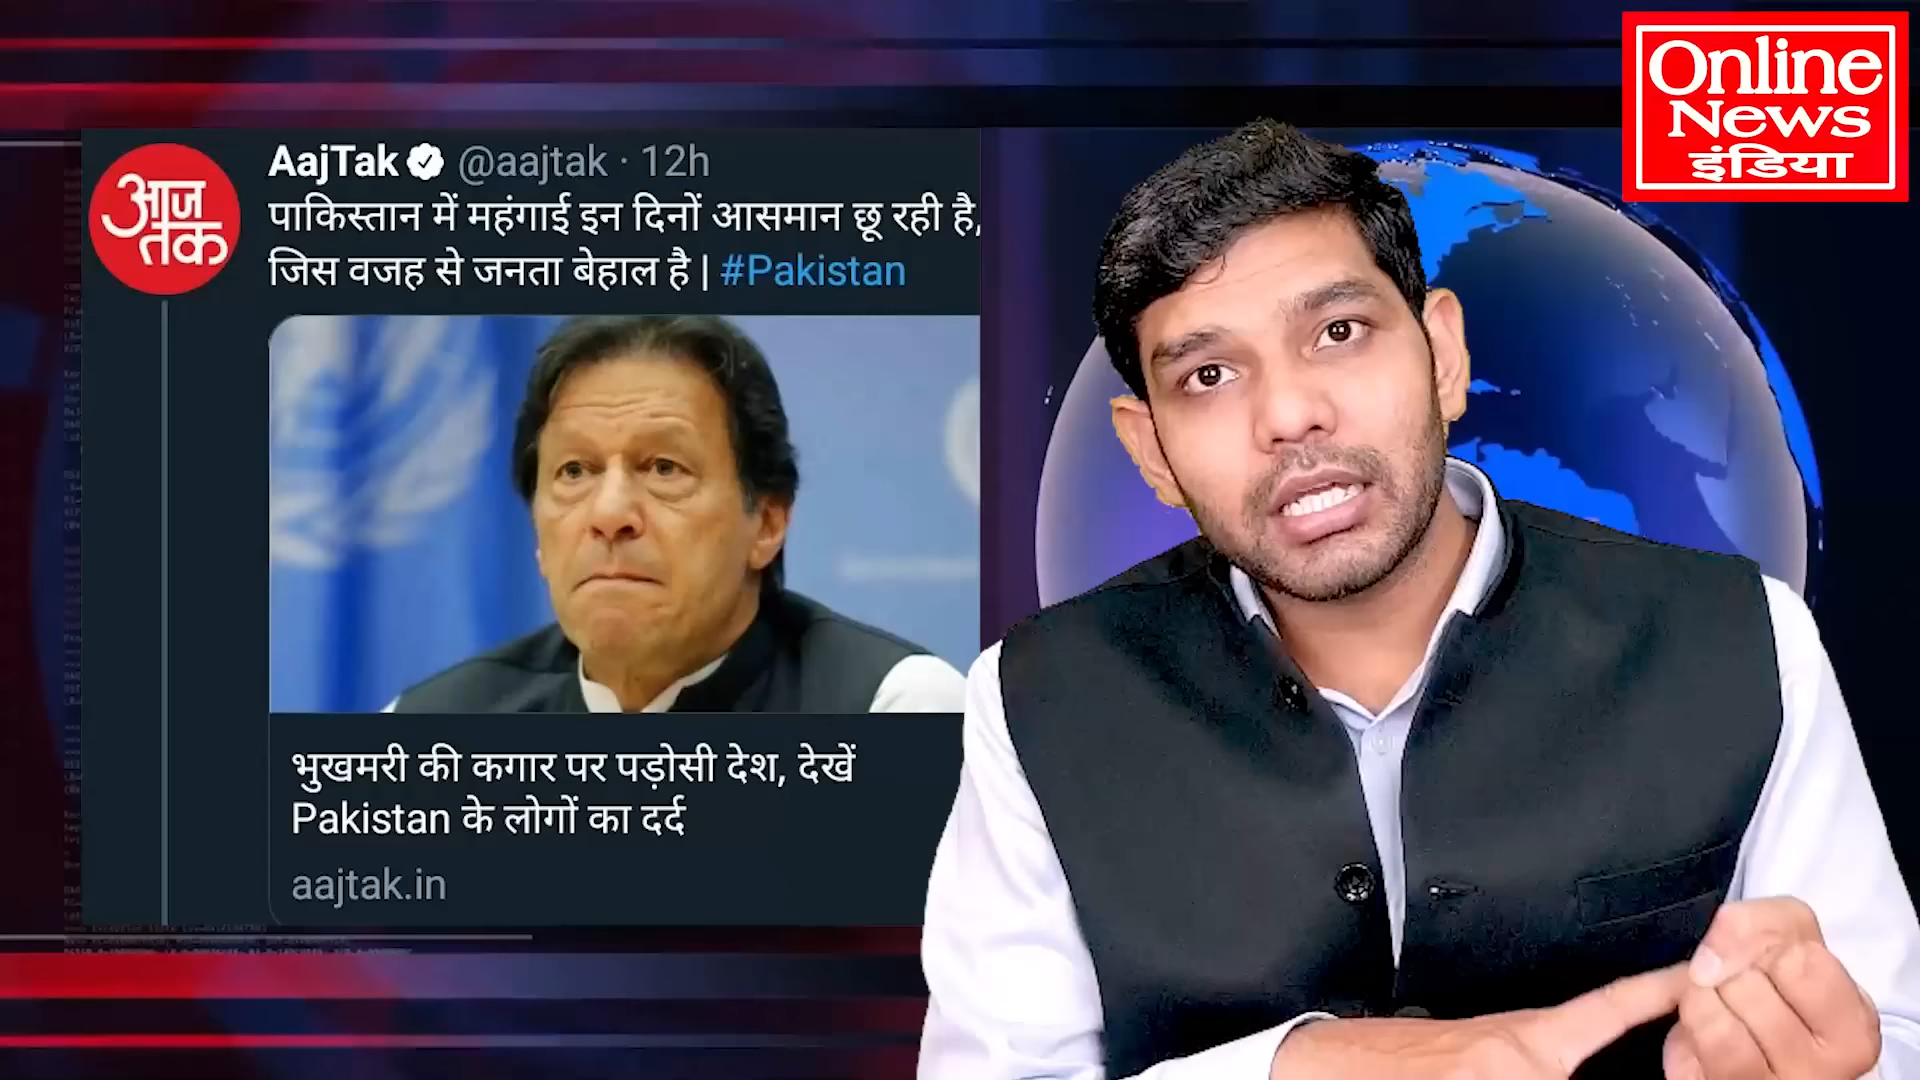 Online
News
इंडिया
आज
तक
AajTak @aajtak · 12h
पाकिस्तान में महंगाई इन दिनों आसमान छू रही है,
जिस वजह से जनता बेहाल है | #Pakistan
भुखमरी की कगार पर पड़ोसी देश, देखें
Pakistan के लोगों का दर्द
aajtak.in